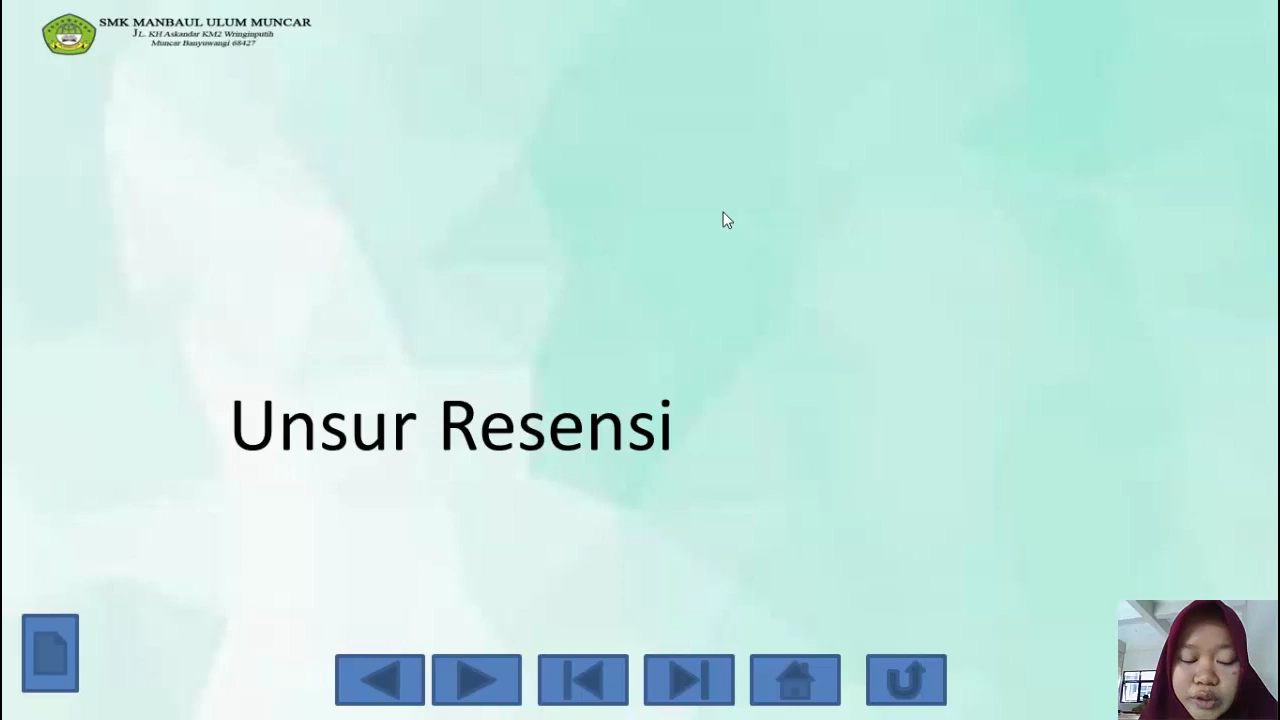 SMK MANBAUL ULUM MUNCAR
JL. KH Askandar KM2 Wringinputih
Muncar Banyuwangi 68427
Unsur Resensi